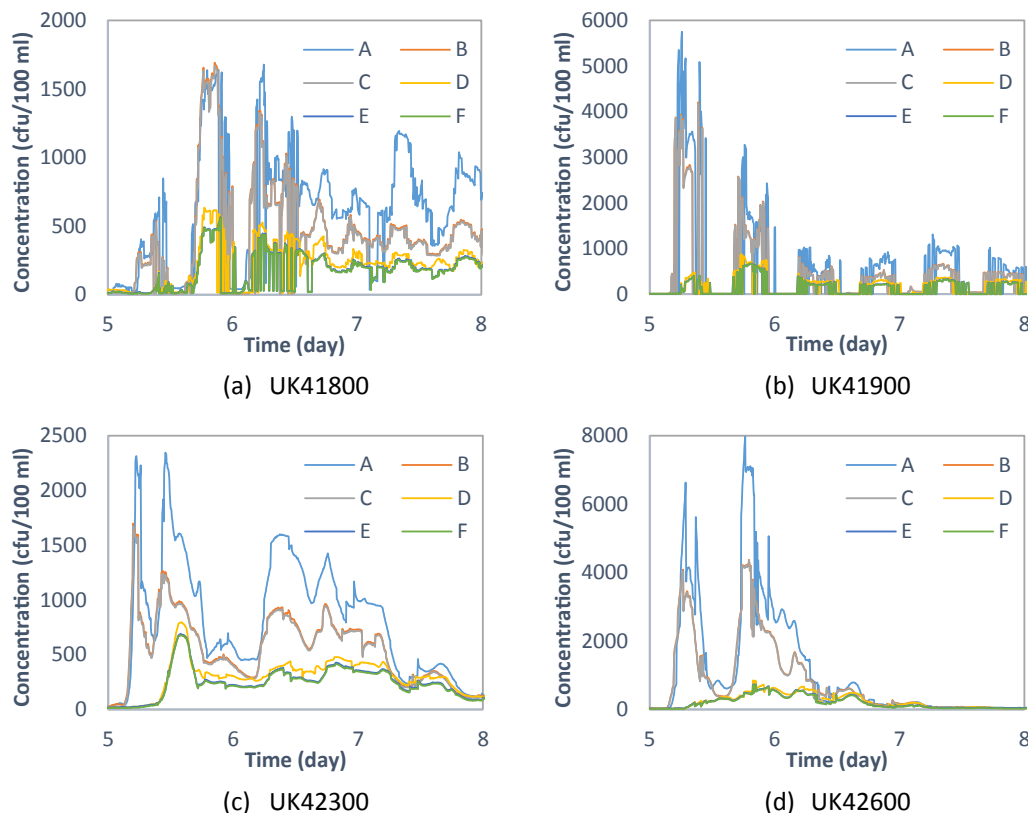 Concentration (cfu/100 ml)
2000
1500
1000
500
0
5 6 7 8
Time (day)
A B
C D
E F
(a) UK41800
Concentration (cfu/100 ml)
6000
5000
4000
3000
2000
1000
0
5 6 7 8
Time (day)
A B
C D
E F
(b) UK41900
Concentration (cfu/100 ml)
2500
2000
1500
1000
500
0
5 6 7 8
Time (day)
A B
C D
E F
(c) UK42300
Concentration (cfu/100 ml)
8000
6000
4000
2000
0
5 6 7 8
Time (day)
A B
C D
E F
(d) UK42600